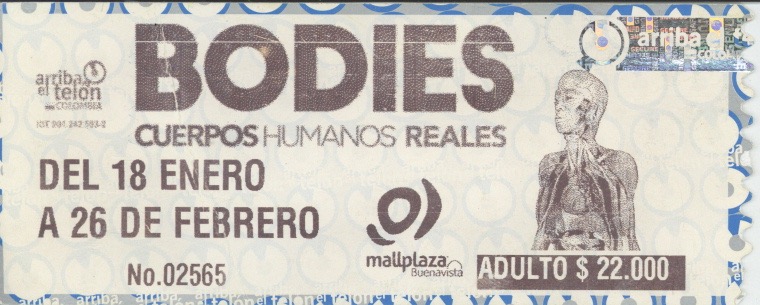 BODIES
arriba
el telón
COLOMBIA
CUERPOS HUMANOS REALES
DEL 18 ENERO
A 26 DE FEBRERO
mallplaza
Buenavista
No.02565
ADULTO $ 22.000
arriba